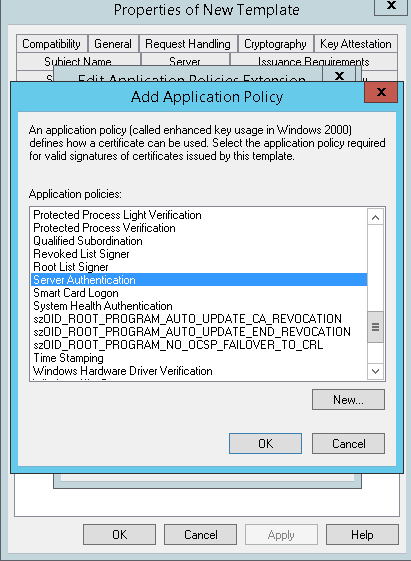 Properties of New Template
x
Compatibility General Request Handling Cryptography Key Attestation
Subject Name Server Issuance Requirements
Edit Application Policies Extension x
Add Application Policy x
An application policy (called enhanced key usage in Windows 2000)
defines how a certificate can be used. Select the application policy required
for valid signatures of certificates issued by this template.
Application policies:
Protected Process Light Verification
Protected Process Verification
Qualified Subordination
Revoked List Signer
Root List Signer
Server Authentication
Smart Card Logon
System Health Authentication
szOID_ROOT_PROGRAM_AUTO_UPDATE_CA_REVOCATION
szOID_ROOT_PROGRAM_AUTO_UPDATE_END_REVOCATION
szOID_ROOT_PROGRAM_NO_OCSP_FAILOVER_TO_CRL
Time Stamping
Windows Hardware Driver Verification
New...
OK Cancel
OK Cancel Apply Help